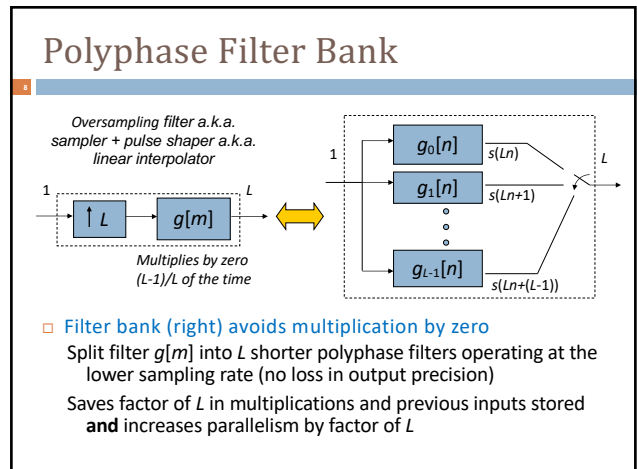 Polyphase Filter Bank
8
Oversampling filter a.k.a.
sampler + pulse shaper a.k.a.
linear interpolator
1
L
↑ L
g[m]
Multiplies by zero
(L-1)/L of the time
1
g0[n]
s(Ln)
L
g1[n]
s(Ln+1)
gL-1[n]
s(Ln+(L-1))
Filter bank (right) avoids multiplication by zero
Split filter g[m] into L shorter polyphase filters operating at the
lower sampling rate (no loss in output precision)
Saves factor of L in multiplications and previous inputs stored
and increases parallelism by factor of L